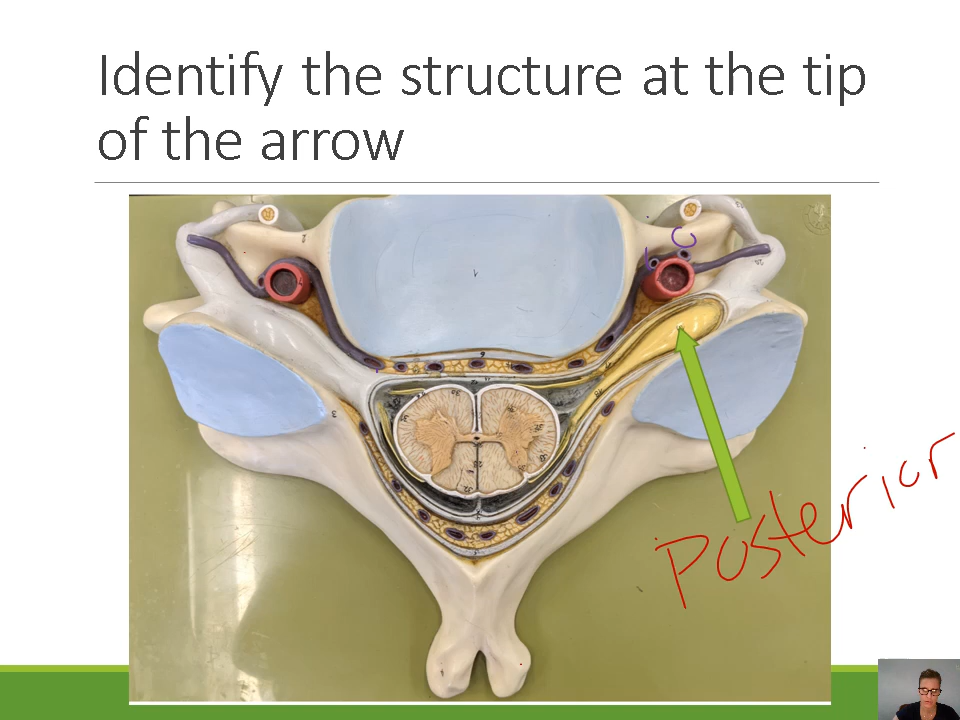 Identify the structure at the tip
of the arrow
C
Posterior